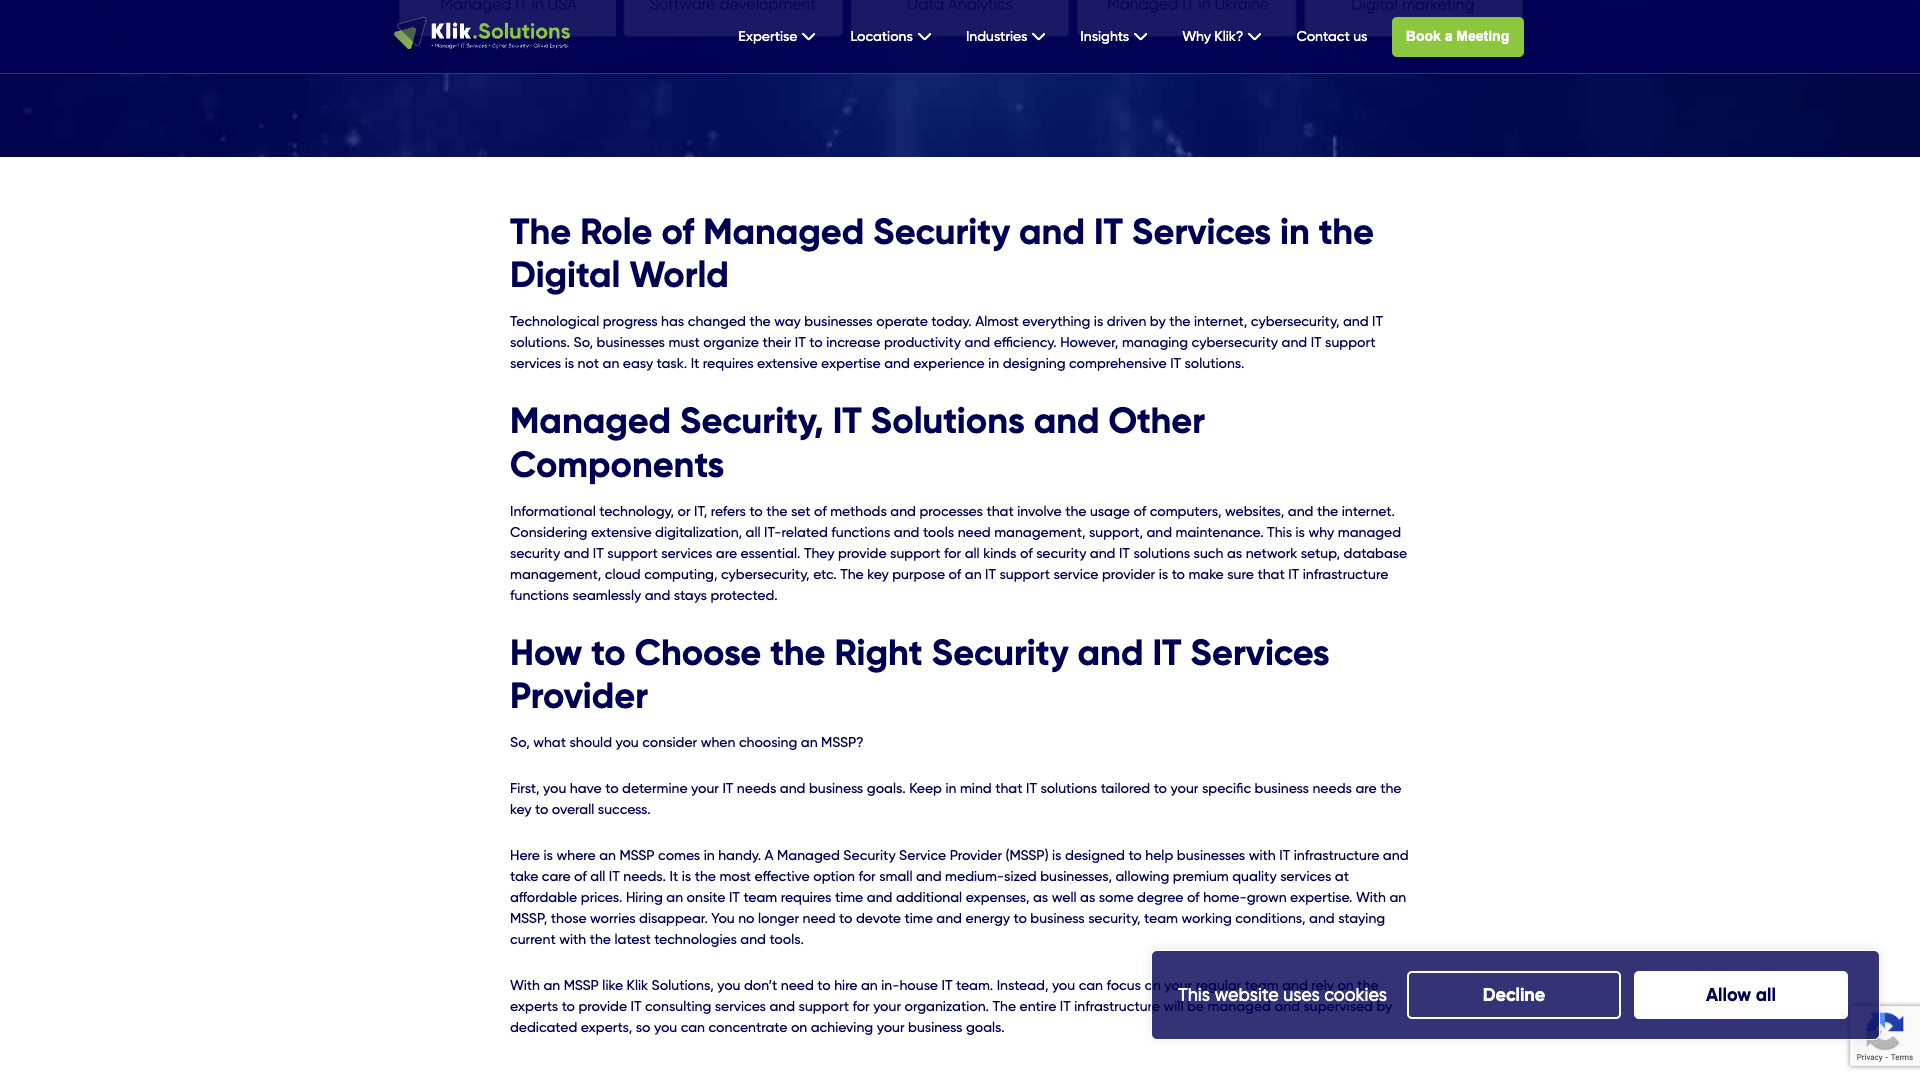 Managed IT in USA
Software development
Data Analytics
Managed IT in Ukraine
Digital marketing
Klik.Solutions
Expertise
Locations
Industries
Insights
Why Klik?
Contact us
Book a Meeting
The Role of Managed Security and IT Services in the
Digital World
Technological progress has changed the way businesses operate today. Almost everything is driven by the internet, cybersecurity, and IT
solutions. So, businesses must organize their IT to increase productivity and efficiency. However, managing cybersecurity and IT support
services is not an easy task. It requires extensive expertise and experience in designing comprehensive IT solutions.
Managed Security, IT Solutions and Other
Components
Informational technology, or IT, refers to the set of methods and processes that involve the usage of computers, websites, and the internet.
Considering extensive digitalization, all IT-related functions and tools need management, support, and maintenance. This is why managed
security and IT support services are essential. They provide support for all kinds of security and IT solutions such as network setup, database
management, cloud computing, cybersecurity, etc. The key purpose of an IT support service provider is to make sure that IT infrastructure
functions seamlessly and stays protected.
How to Choose the Right Security and IT Services
Provider
So, what should you consider when choosing an MSSP?
First, you have to determine your IT needs and business goals. Keep in mind that IT solutions tailored to your specific business needs are the
key to overall success.
Here is where an MSSP comes in handy. A Managed Security Service Provider (MSSP) is designed to help businesses with IT infrastructure and
take care of all IT needs. It is the most effective option for small and medium-sized businesses, allowing premium quality services at
affordable prices. Hiring an onsite IT team requires time and additional expenses, as well as some degree of home-grown expertise. With an
MSSP, those worries disappear. You no longer need to devote time and energy to business security, team working conditions, and staying
current with the latest technologies and tools.
With an MSSP like Klik Solutions, you don’t need to hire an in-house IT team. Instead, you can focus on your regular team and rely on the
experts to provide IT consulting services and support for your organization. The entire IT infrastructure will be managed and supervised by
dedicated experts, so you can concentrate on achieving your business goals.
This website uses cookies
Decline
Allow all
Privacy - Terms